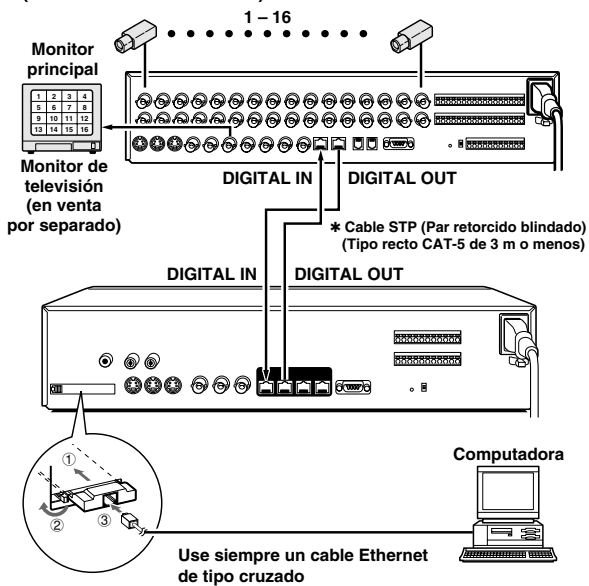 1 – 16
Monitor
principal
1 2 3 4
5 6 7 8
9 10 11 12
13 14 15 16
Monitor de
televisión
(en venta
por separado)
DIGITAL IN
DIGITAL OUT
✱ Cable STP (Par retorcido blindado)
(Tipo recto CAT-5 de 3 m o menos)
DIGITAL IN
DIGITAL OUT
①
②
③
Computadora
Use siempre un cable Ethernet
de tipo cruzado